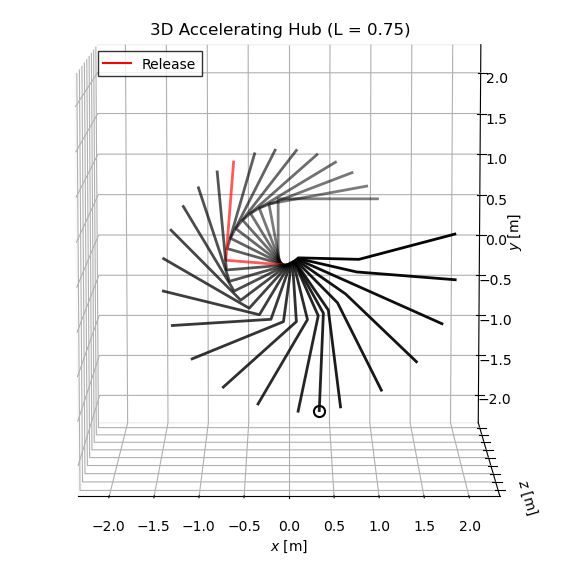 3D Accelerating Hub (L = 0.75)
Release
2.0
1.5
1.0
0.5
0.0
−0.5
−1.0
−1.5
−2.0
y [m]
z [m]
−2.0 −1.5 −1.0 −0.5 0.0 0.5 1.0 1.5 2.0
x [m]